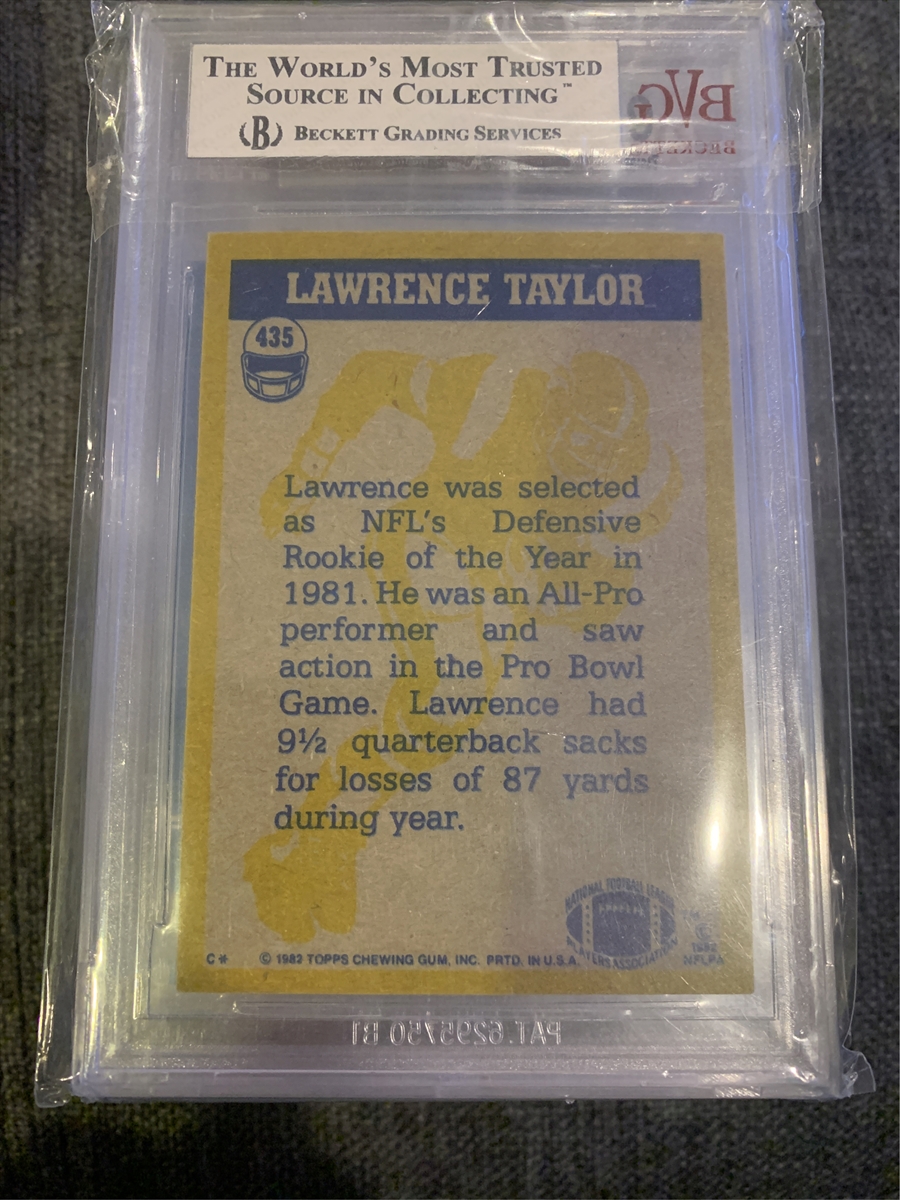 THE WORLD'S MOST TRUSTED
SOURCE IN COLLECTING™
B BECKETT GRADING SERVICES
BVG
LAWRENCE TAYLOR
435
Lawrence was selected
as NFL's Defensive
Rookie of the Year in
1981. He was an All-Pro
performer and saw
action in the Pro Bowl
Game. Lawrence had
9½ quarterback sacks
for losses of 87 yards
during year.
NATIONAL FOOTBALL LEAGUE
PLAYERS ASSOCIATION
©
1982
NFLPA
C* © 1982 TOPPS CHEWING GUM, INC. PRTD. IN U.S.A.
PAT. 6295750 B1